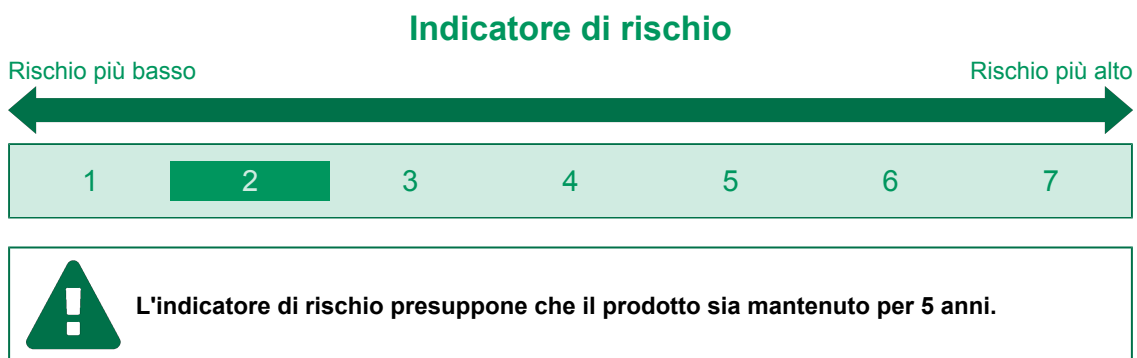 Indicatore di rischio
Rischio più basso Rischio più alto
1 2 3 4 5 6 7
L'indicatore di rischio presuppone che il prodotto sia mantenuto per 5 anni.